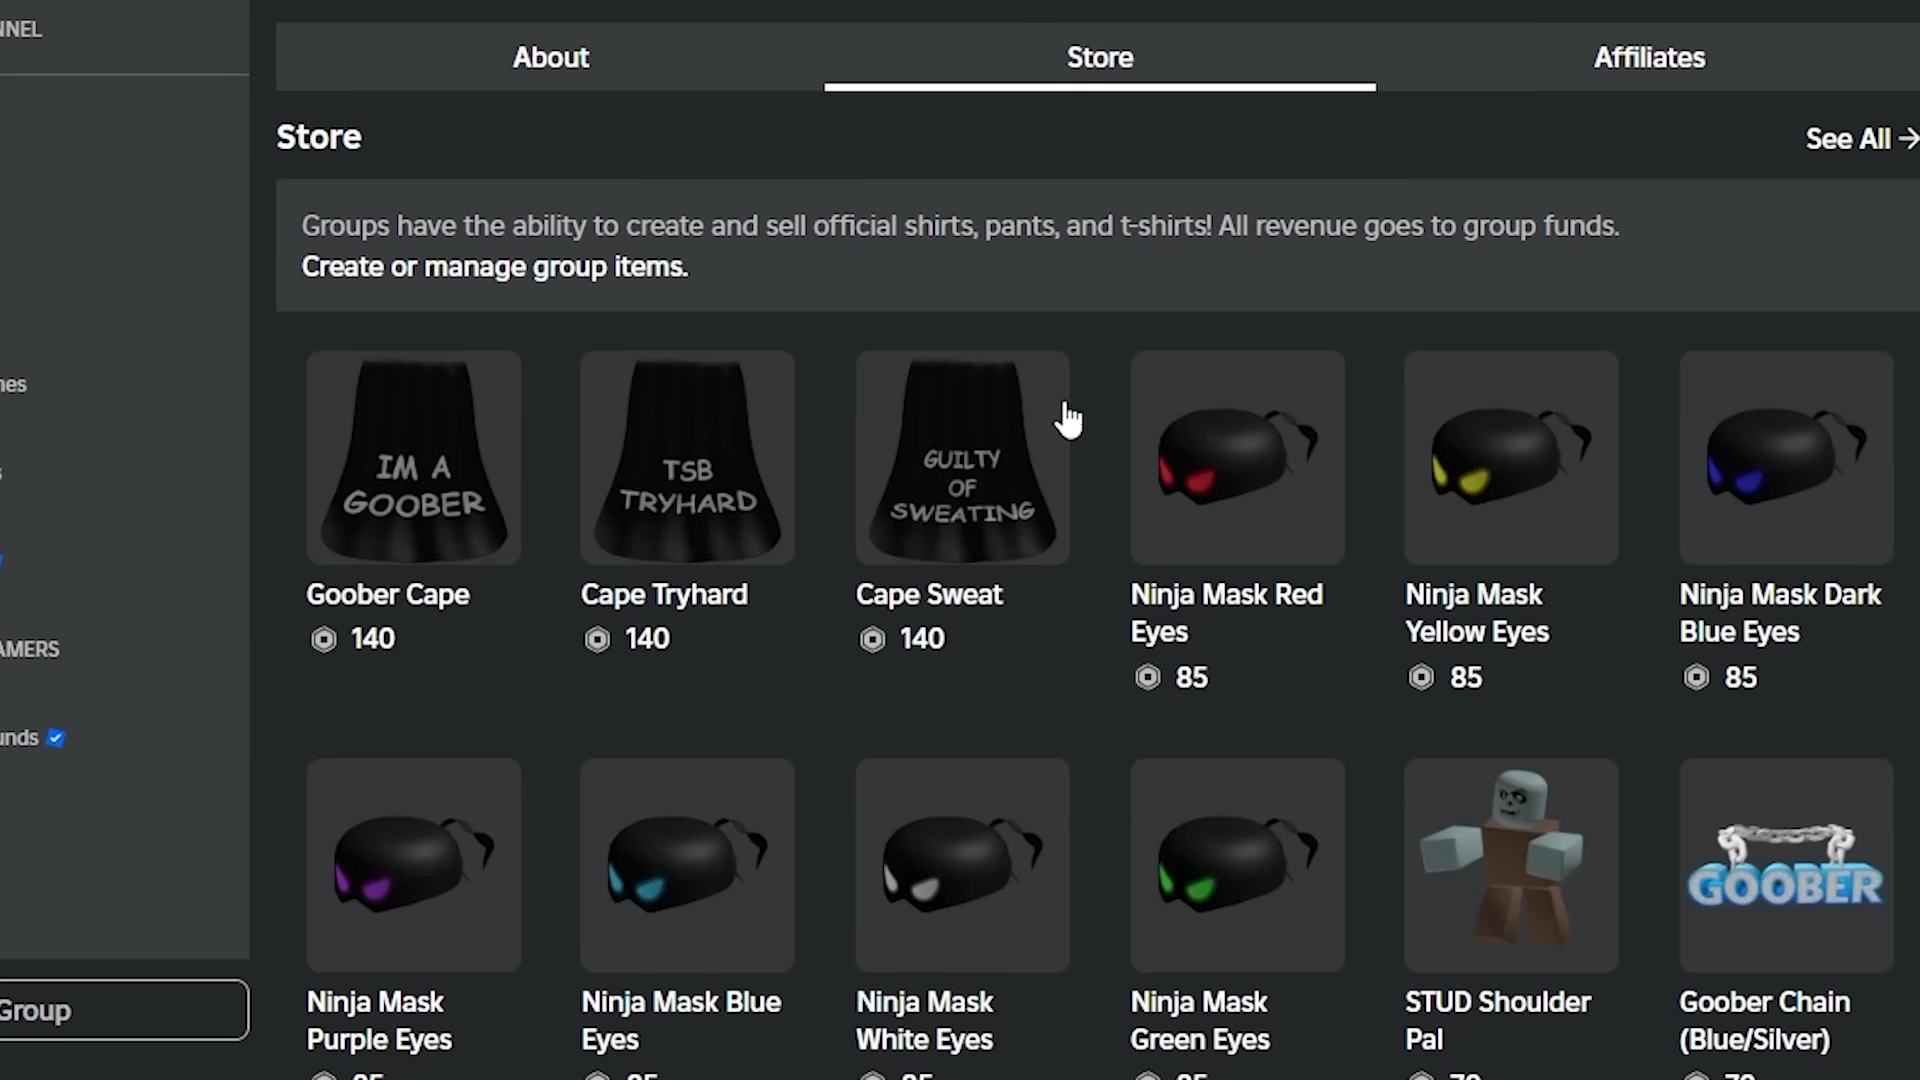 NNEL
About
Store
Affiliates
Store
See All
Groups have the ability to create and sell official shirts, pants, and t-shirts! All revenue goes to group funds.
Create or manage group items.
nes
s
AMERS
unds
Group
IM A
GOOBER
TSB
TRYHARD
GUILTY
OF
SWEATING
Goober Cape
140
Cape Tryhard
140
Cape Sweat
140
Ninja Mask Red
Eyes
85
Ninja Mask
Yellow Eyes
85
Ninja Mask Dark
Blue Eyes
85
GOOBER
Ninja Mask
Purple Eyes
Ninja Mask Blue
Eyes
Ninja Mask
White Eyes
Ninja Mask
Green Eyes
STUD Shoulder
Pal
Goober Chain
(Blue/Silver)